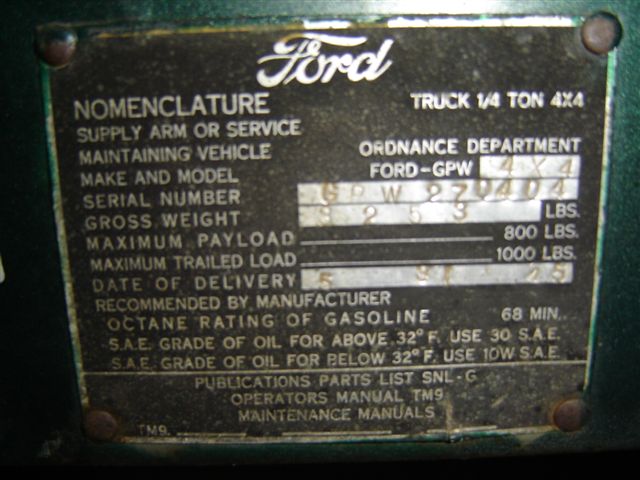 Ford
NOMENCLATURE TRUCK 1/4 TON 4X4
SUPPLY ARM OR SERVICE
MAINTAINING VEHICLE ORDNANCE DEPARTMENT
MAKE AND MODEL FORD-GPW 4X4
SERIAL NUMBER GPW 270404
GROSS WEIGHT 3253 LBS.
MAXIMUM PAYLOAD 800 LBS.
MAXIMUM TRAILED LOAD 1000 LBS.
DATE OF DELIVERY 5 31 25
RECOMMENDED BY MANUFACTURER
OCTANE RATING OF GASOLINE 68 MIN.
S.A.E. GRADE OF OIL FOR ABOVE 32° F. USE 30 S.A.E.
S.A.E. GRADE OF OIL FOR BELOW 32° F. USE 10W S.A.E.
PUBLICATIONS PARTS LIST SNL-G
OPERATORS MANUAL TM9
MAINTENANCE MANUALS
TM9-